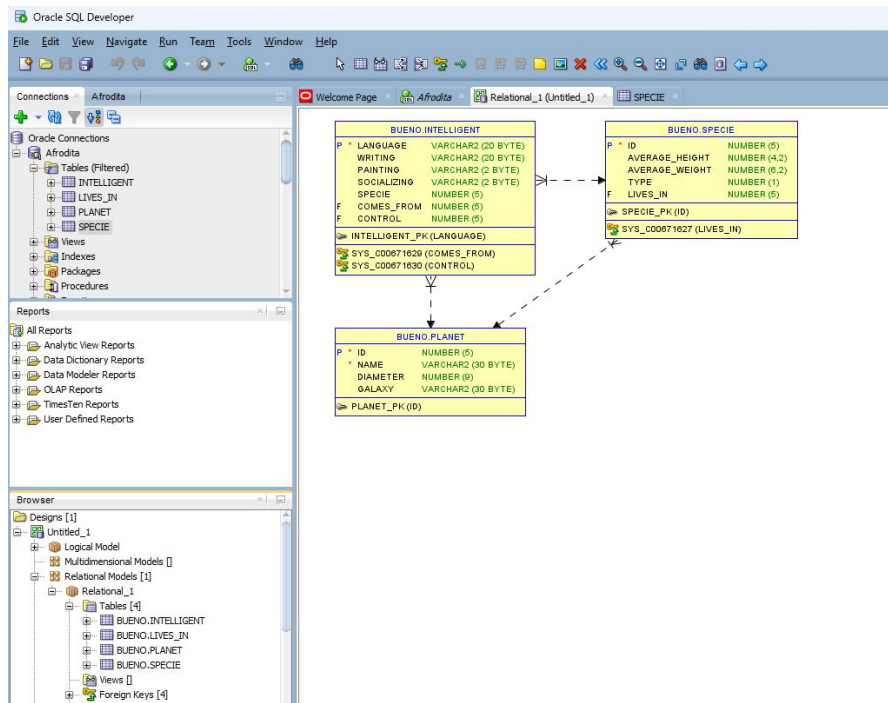 Oracle SQL Developer
File Edit View Navigate Run Team Tools Window Help
Connections
Afrodita
Oracle Connections
Afrodita
Tables (Filtered)
INTELLIGENT
LIVES_IN
PLANET
SPECIE
Views
Indexes
Packages
Procedures
Reports
All Reports
Analytic View Reports
Data Dictionary Reports
Data Modeler Reports
OLAP Reports
TimesTen Reports
User Defined Reports
Browser
Designs [1]
Untitled_1
Logical Model
Multidimensional Models []
Relational Models [1]
Relational_1
Tables [4]
BUENO.INTELLIGENT
BUENO.LIVES_IN
BUENO.PLANET
BUENO.SPECIE
Views []
Foreign Keys [4]
Welcome Page
Afrodita
Relational_1 (Untitled_1)
SPECIE
BUENO.INTELLIGENT
P * LANGUAGE VARCHAR2 (20 BYTE)
WRITING VARCHAR2 (20 BYTE)
PAINTING VARCHAR2 (2 BYTE)
SOCIALIZING VARCHAR2 (2 BYTE)
SPECIE NUMBER (5)
F COMES_FROM NUMBER (5)
F CONTROL NUMBER (5)
INTELLIGENT_PK (LANGUAGE)
SYS_C00671629 (COMES_FROM)
SYS_C00671630 (CONTROL)
BUENO.SPECIE
P * ID NUMBER (5)
AVERAGE_HEIGHT NUMBER (4,2)
AVERAGE_WEIGHT NUMBER (6,2)
TYPE NUMBER (1)
F LIVES_IN NUMBER (5)
SPECIE_PK (ID)
SYS_C00671627 (LIVES_IN)
BUENO.PLANET
P * ID NUMBER (5)
* NAME VARCHAR2 (30 BYTE)
DIAMETER NUMBER (9)
GALAXY VARCHAR2 (30 BYTE)
PLANET_PK (ID)